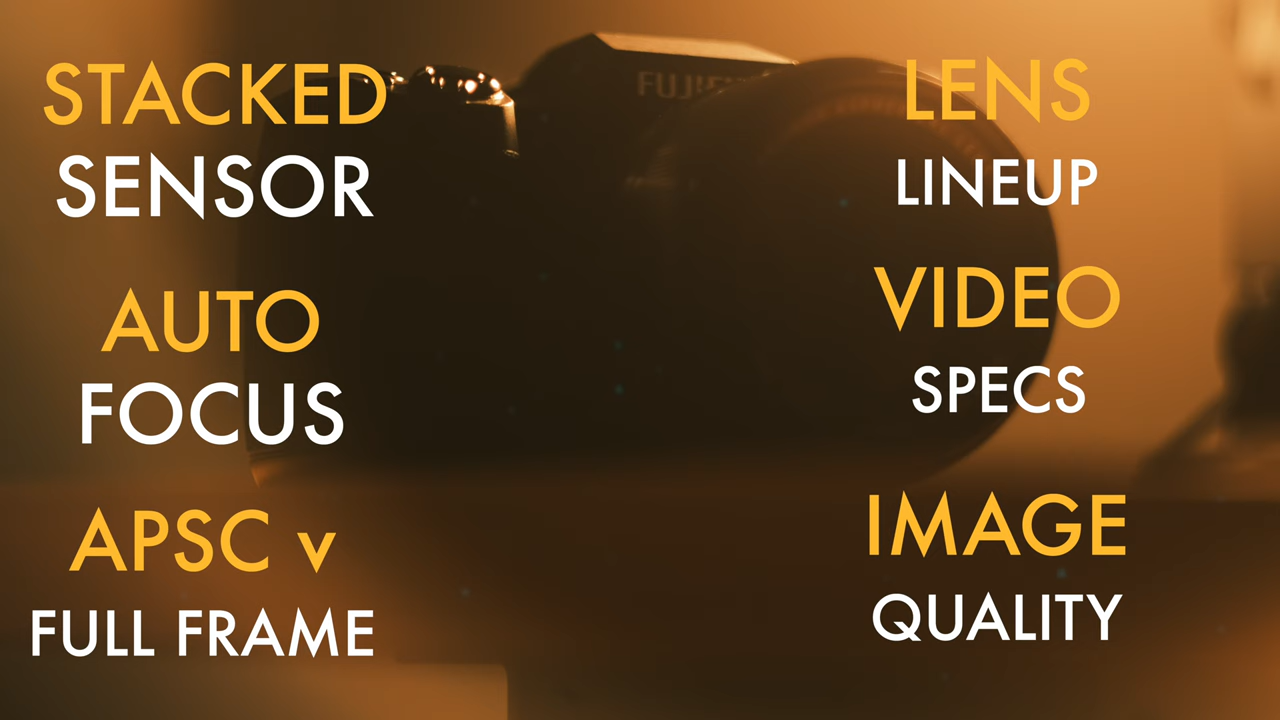 STACKED
SENSOR
AUTO
FOCUS
APSC v
FULL FRAME
LENS
LINEUP
VIDEO
SPECS
IMAGE
QUALITY